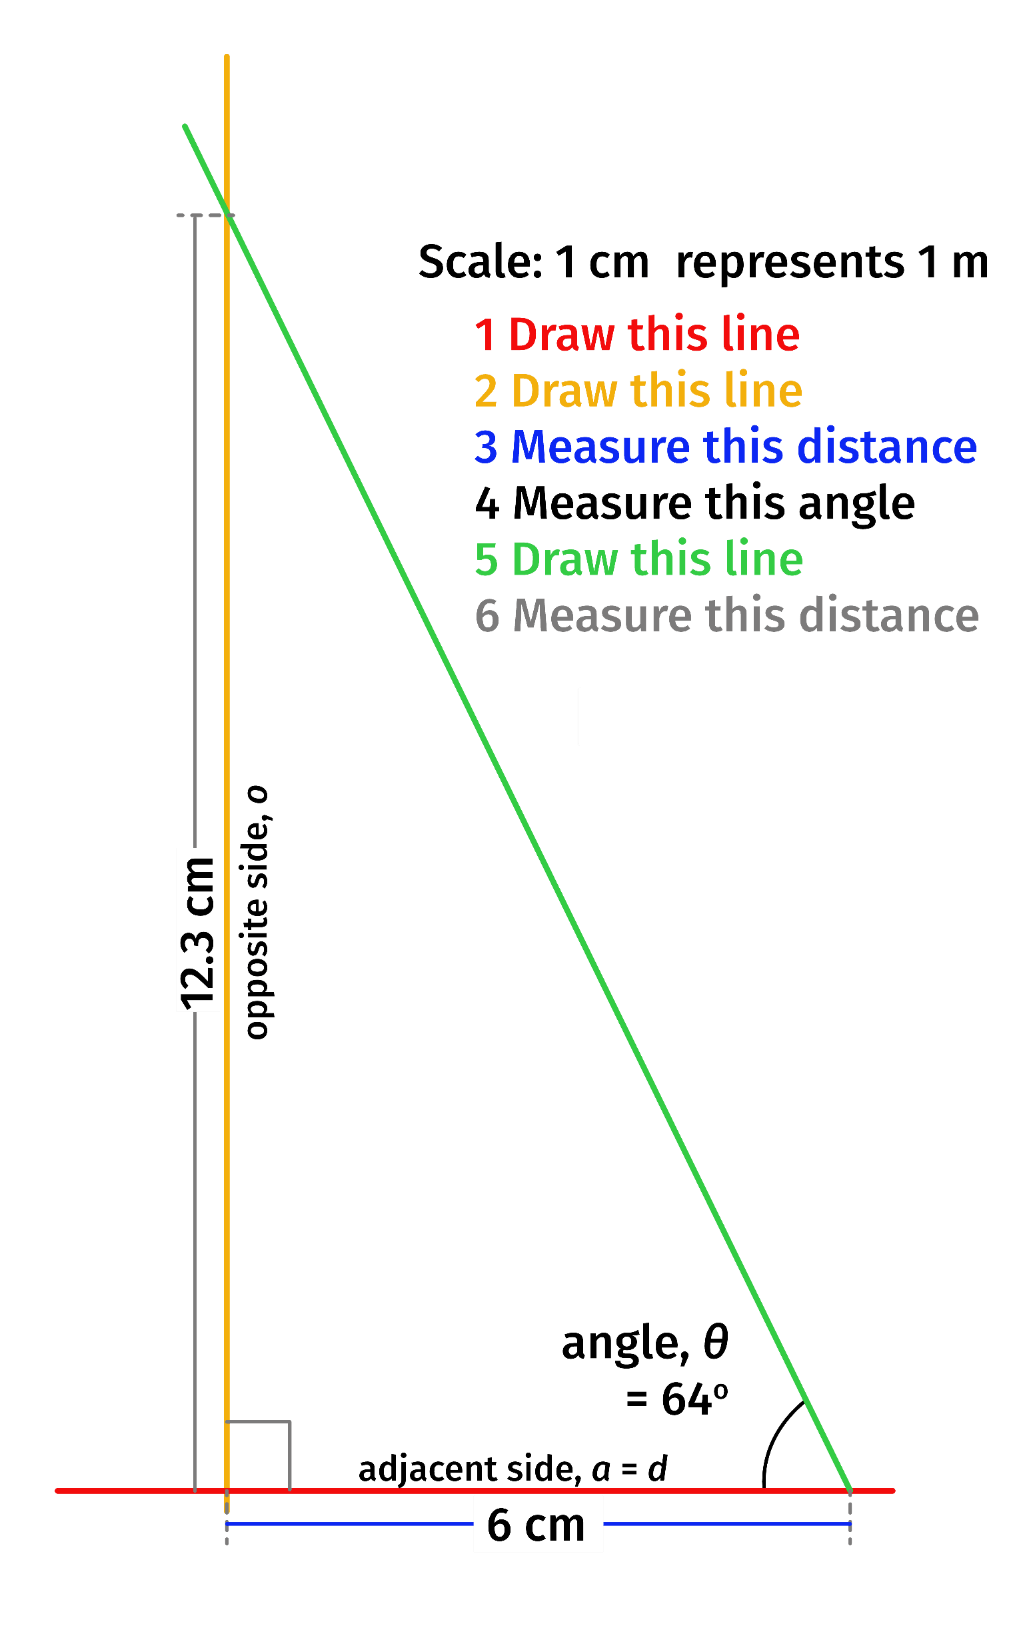 Scale: 1 cm represents 1 m
1 Draw this line
2 Draw this line
3 Measure this distance
4 Measure this angle
5 Draw this line
6 Measure this distance
12.3 cm
opposite side, o
angle, θ
= 64º
adjacent side, a = d
6 cm